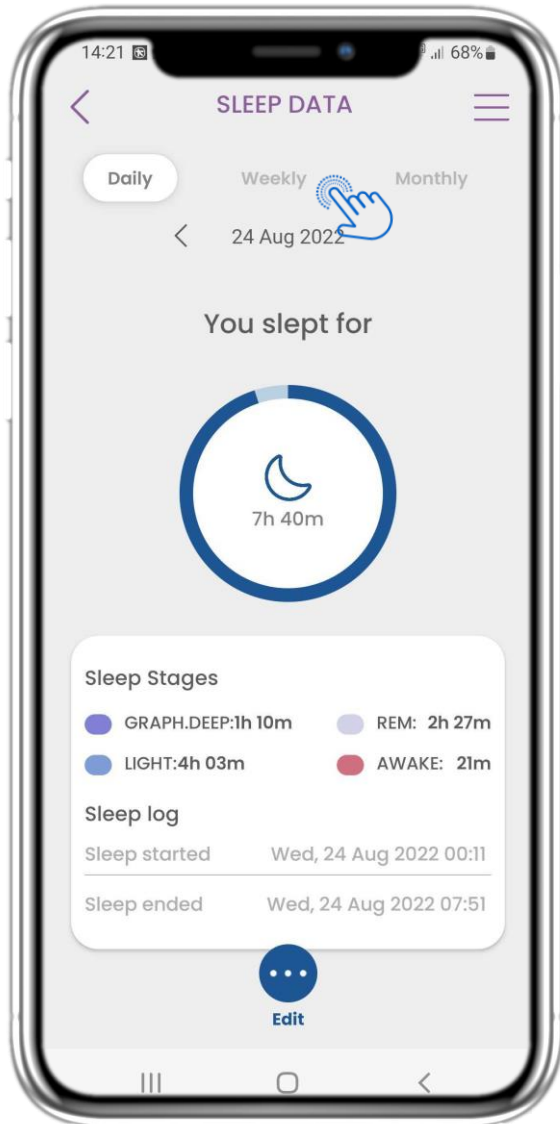 14:21 68%
SLEEP DATA
Daily Weekly Monthly
24 Aug 2022
You slept for
7h 40m
Sleep Stages
GRAPH.DEEP:1h 10m REM: 2h 27m
LIGHT:4h 03m AWAKE: 21m
Sleep log
Sleep started Wed, 24 Aug 2022 00:11
Sleep ended Wed, 24 Aug 2022 07:51
Edit